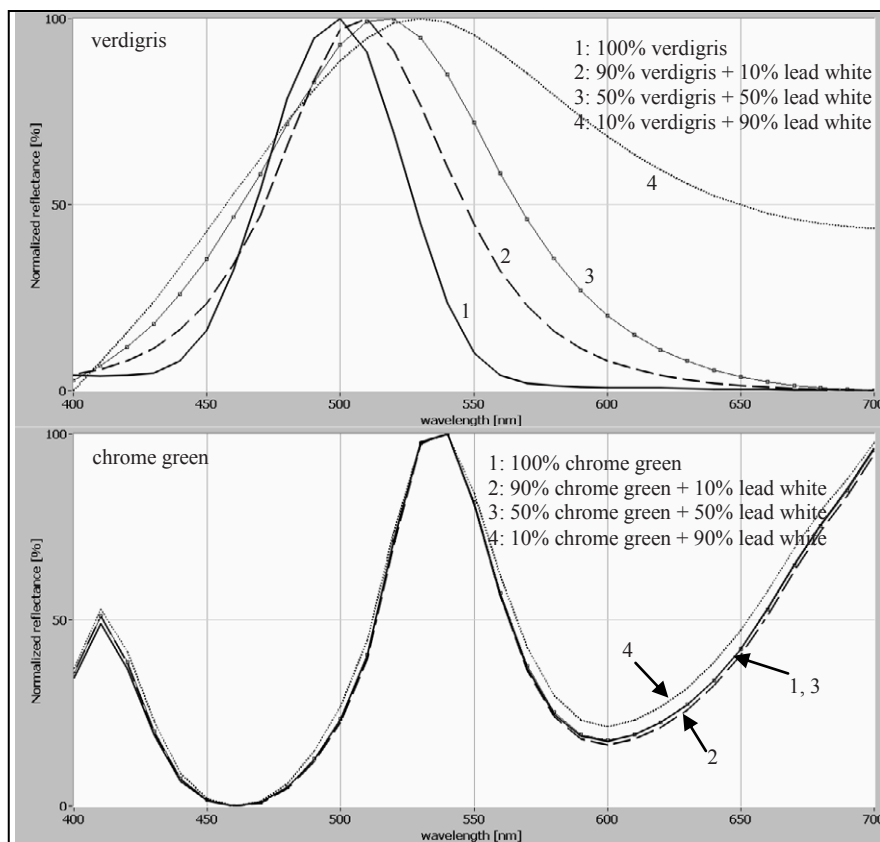 verdigris
1: 100% verdigris
2: 90% verdigris + 10% lead white
3: 50% verdigris + 50% lead white
4: 10% verdigris + 90% lead white
Normalized reflectance [%]
100
50
0
1
2
3
4
400
450
500
550
600
650
700
wavelength [nm]
chrome green
1: 100% chrome green
2: 90% chrome green + 10% lead white
3: 50% chrome green + 50% lead white
4: 10% chrome green + 90% lead white
Normalized reflectance [%]
100
50
0
4
1, 3
2
400
450
500
550
600
650
700
wavelength [nm]